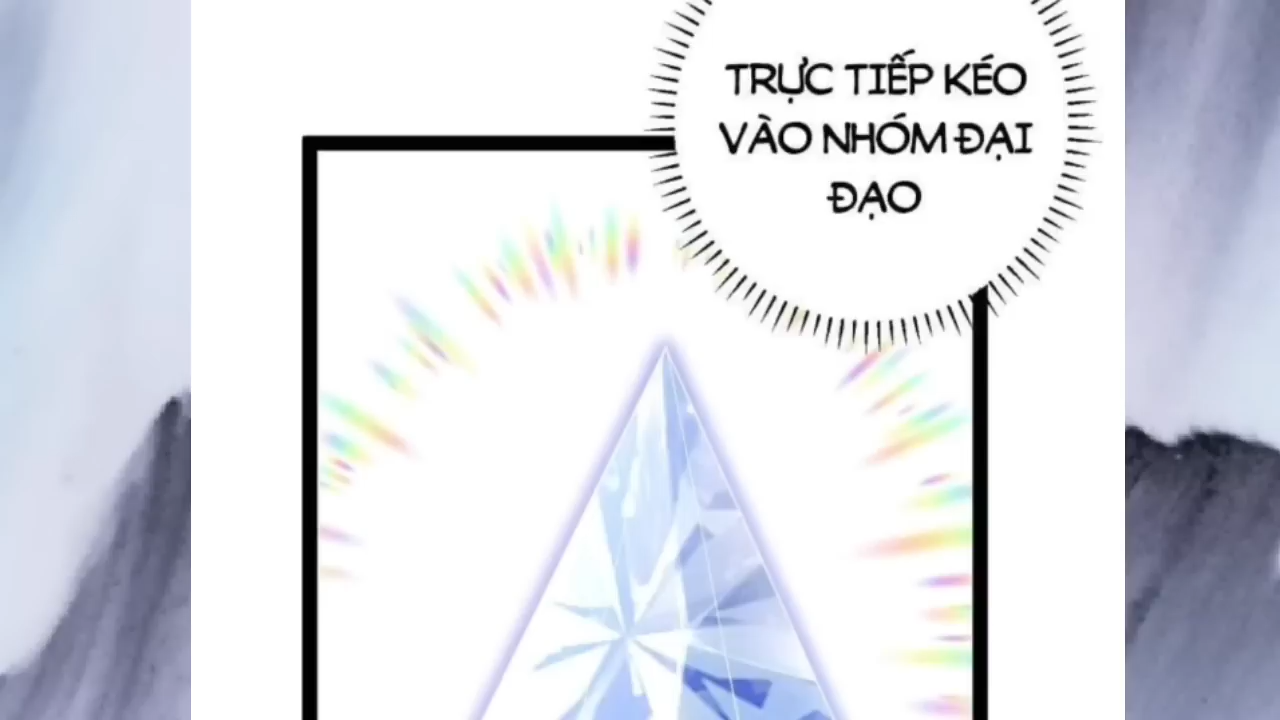 TRỰC TIẾP KÉO
VÀO NHÓM ĐẠI
ĐẠO